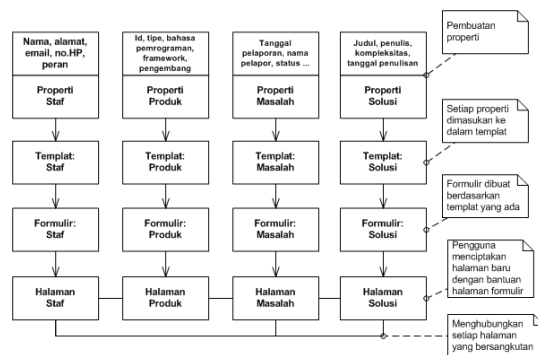 Nama, alamat,
email, no.HP,
peran
Properti
Staf
Id, tipe, bahasa
pemrograman,
framework,
pengembang
Properti
Produk
Tanggal
pelaporan, nama
pelapor, status ...
Properti
Masalah
Judul, penulis,
kompleksitas,
tanggal penulisan
Properti
Solusi
Pembuatan
properti
Templat:
Staf
Templat:
Produk
Templat:
Masalah
Templat:
Solusi
Setiap properti
dimasukan ke
dalam templat
Formulir:
Staf
Formulir:
Produk
Formulir:
Masalah
Formulir:
Solusi
Formulir dibuat
berdasarkan
templat yang ada
Halaman
Staf
Halaman
Produk
Halaman
Masalah
Halaman
Solusi
Pengguna
menciptakan
halaman baru
dengan bantuan
halaman formulir
Menghubungkan
setiap halaman
yang bersangkutan